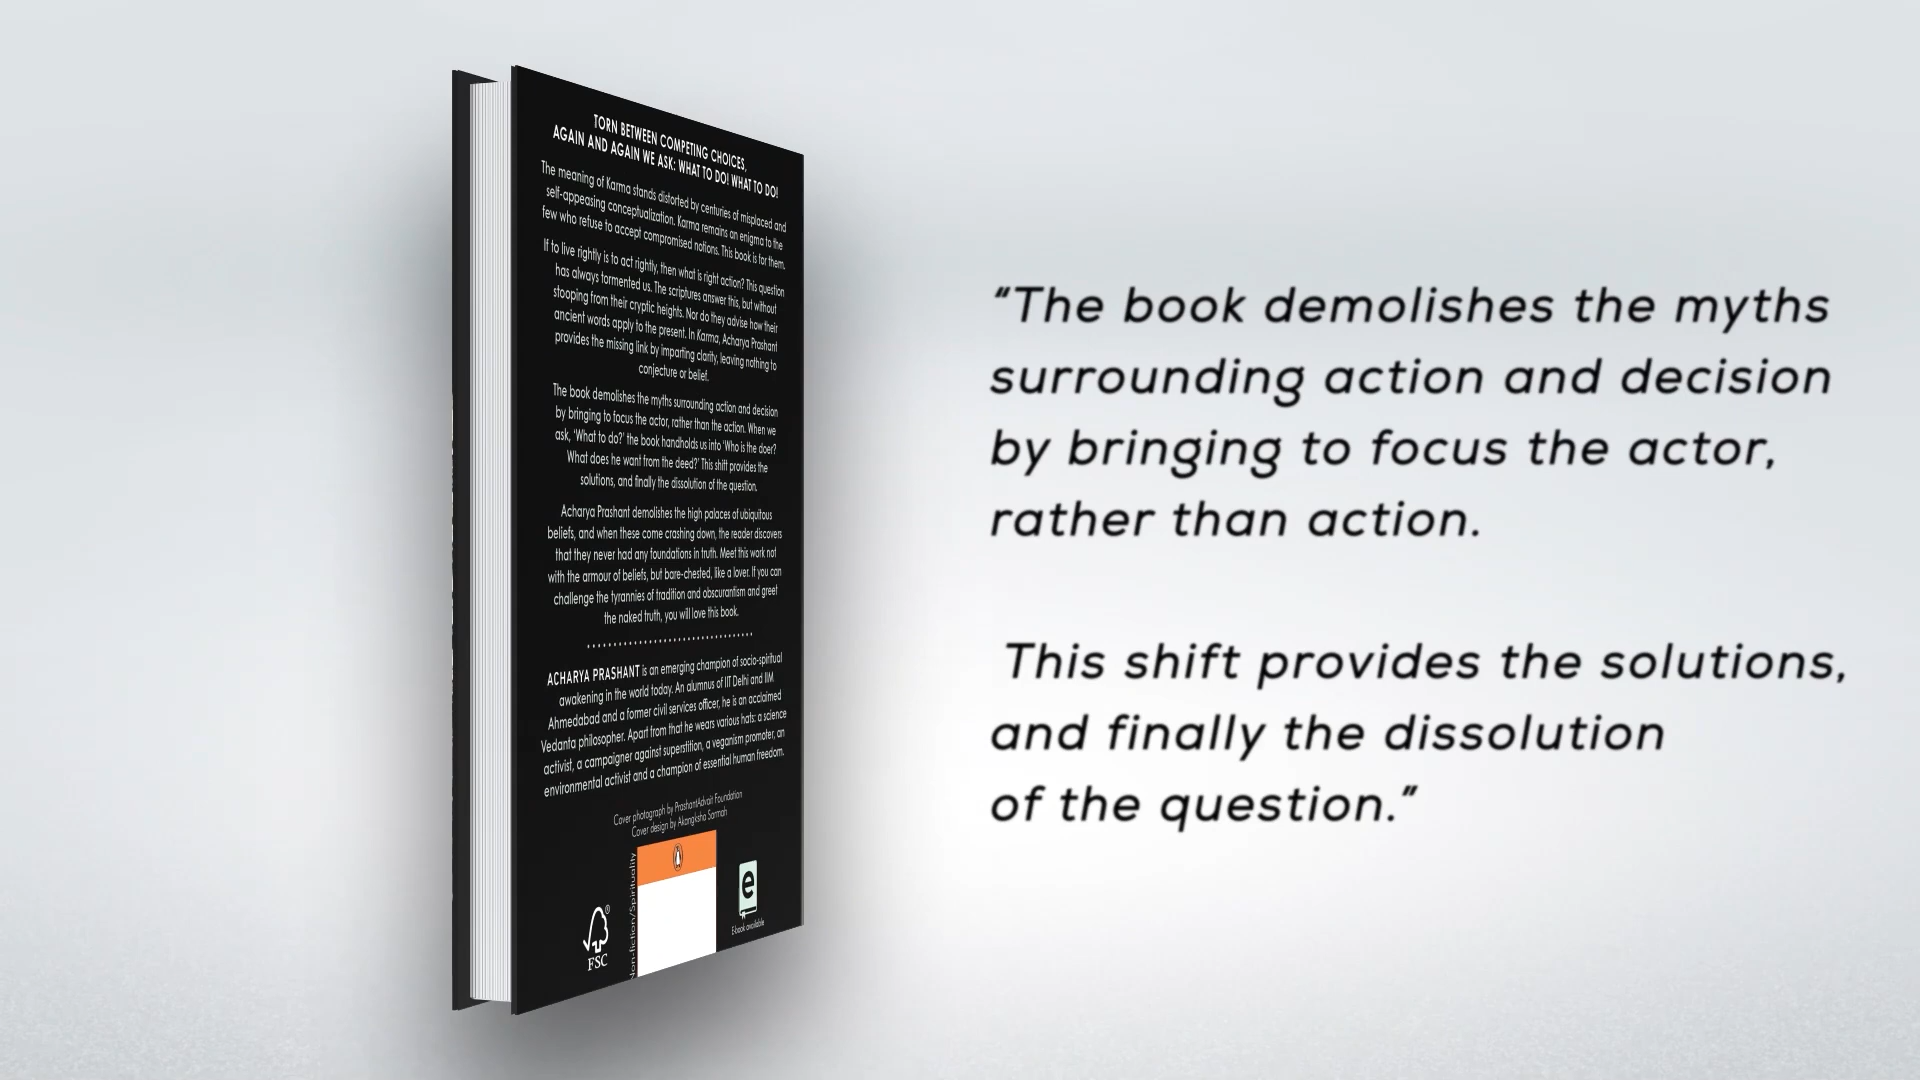 TORN BETWEEN COMPETING CHOICES,
AGAIN AND AGAIN WE ASK: WHAT TO DO! WHAT TO DO!
The meaning of Karma stands distorted by centuries of misplaced and
self-appeasing conceptualization. Karma remains an enigma to the
few who refuse to accept compromised notions. This book is for them.
If to live rightly is to act rightly, then what is right action? This question
has always tormented us. The scriptures answer this, but without
stooping from their cryptic heights. Nor do they advise how their
ancient words apply to the present. In Karma, Acharya Prashant
provides the missing link by imparting clarity, leaving nothing to
conjecture or belief.
The book demolishes the myths surrounding action and decision
by bringing to focus the actor, rather than the action. When we
ask, 'What to do?' the book handholds us into 'Who is the doer?
What does he want from the deed?' This shift provides the
solutions, and finally the dissolution of the question.
Acharya Prashant demolishes the high palaces of ubiquitous
beliefs, and when these come crashing down, the reader discovers
that they never had any foundations in truth. Meet this work not
with the armour of beliefs, but bare-chested, like a lover. If you can
challenge the tyrannies of tradition and obscurantism and greet
the naked truth, you will love this book.
ACHARYA PRASHANT is an emerging champion of socio-spiritual
awakening in the world today. An alumnus of IIT Delhi and IIM
Ahmedabad and a former civil services officer, he is an acclaimed
Vedanta philosopher. Apart from that he wears various hats: a science
activist, a campaigner against superstition, a veganism promoter, an
environmental activist and a champion of essential human freedom.
Cover photograph by PrashantAdvait Foundation
Cover design by Akangksha Sarmah
Non-fiction/Spirituality
FSC®
e
E-book available
“The book demolishes the myths
surrounding action and decision
by bringing to focus the actor,
rather than action.
This shift provides the solutions,
and finally the dissolution
of the question.”